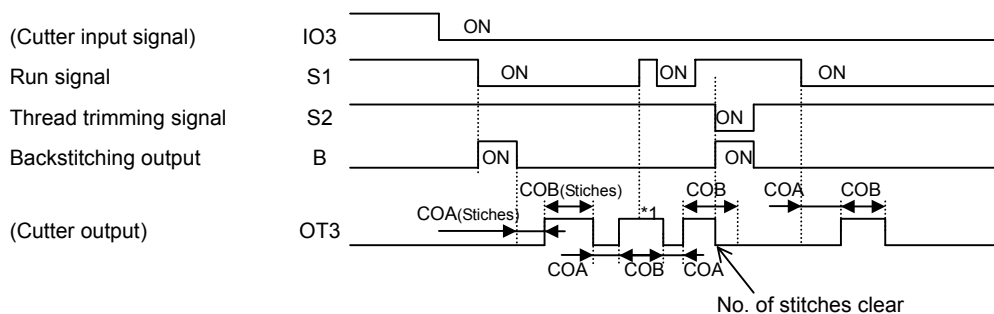 (Cutter input signal) IO3 ON
Run signal S1 ON ON ON
Thread trimming signal S2 ON
Backstitching output B ON ON
COB(Stiches) COB COA COB
COA(Stiches) *1
(Cutter output) OT3
COA COB COA
No. of stitches clear